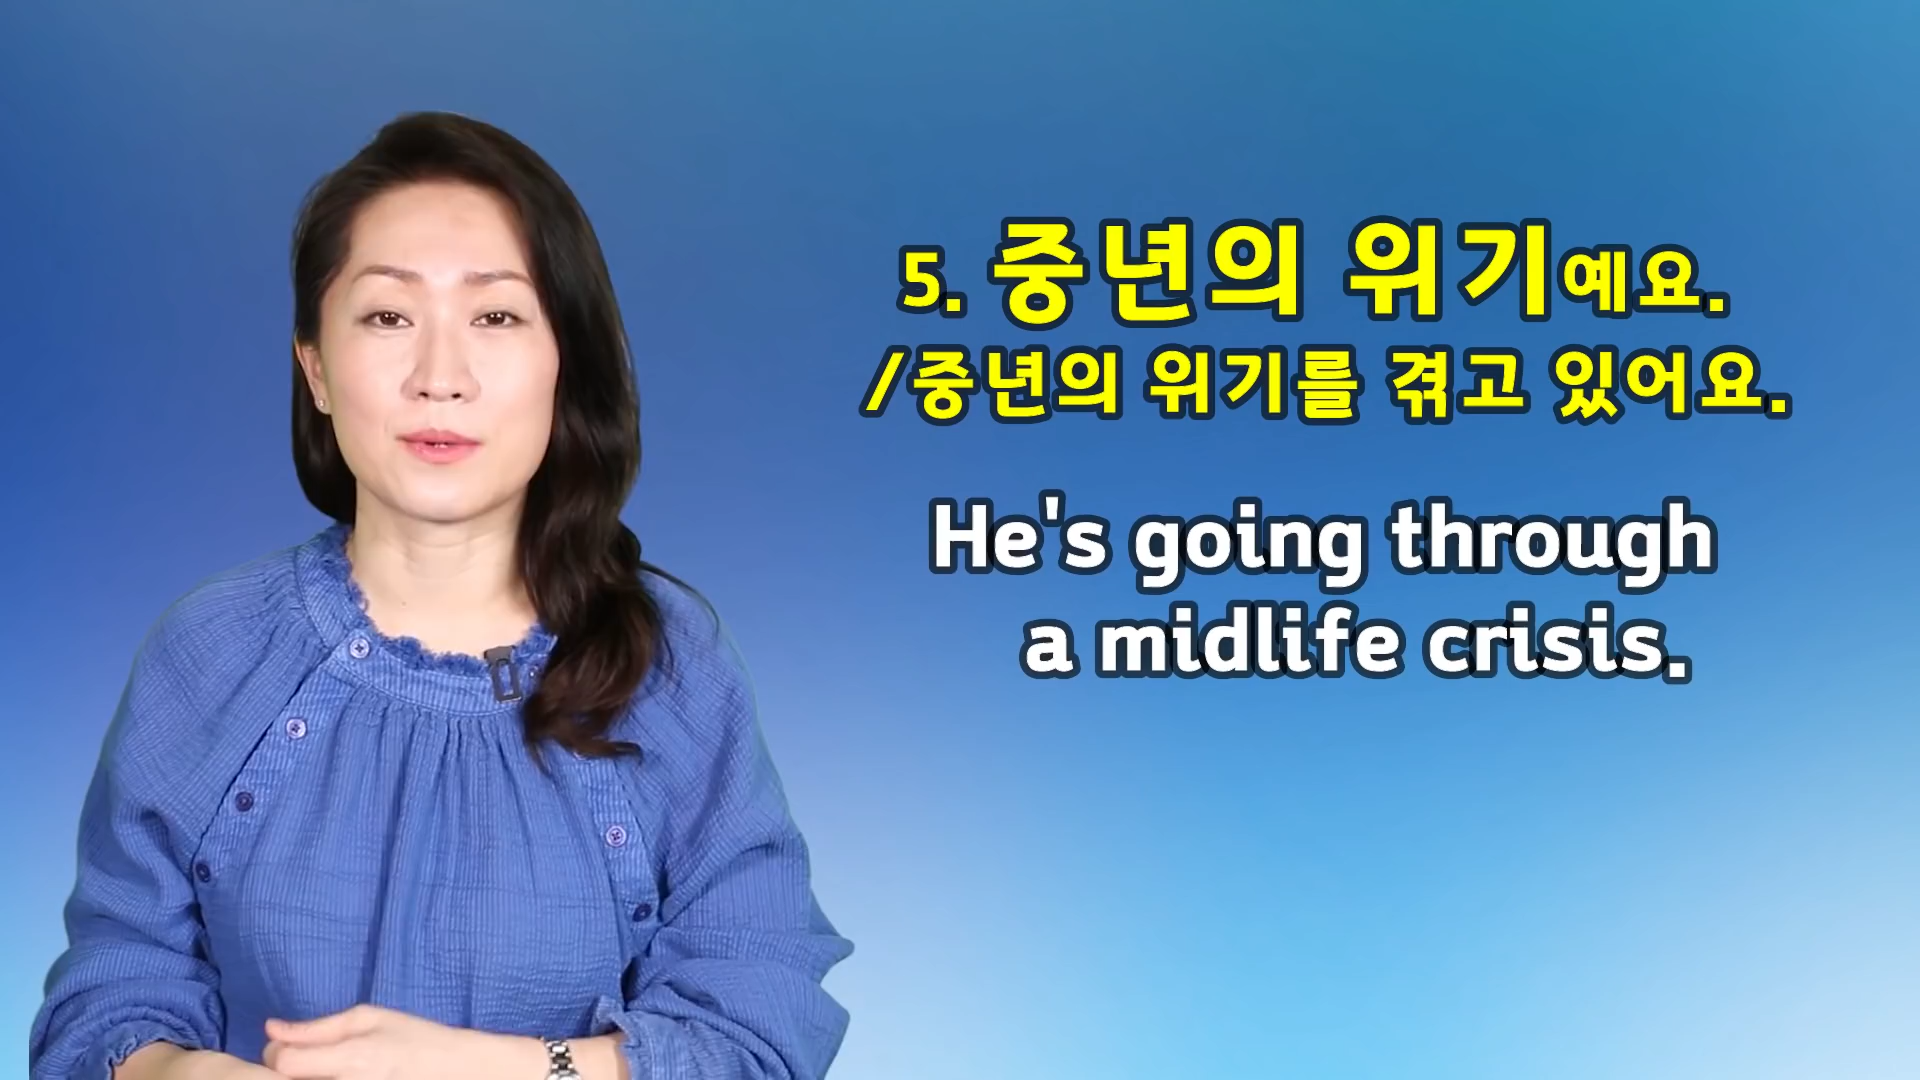 5. 중년의 위기예요.
/중년의 위기를 겪고 있어요.
He's going through
a midlife crisis.